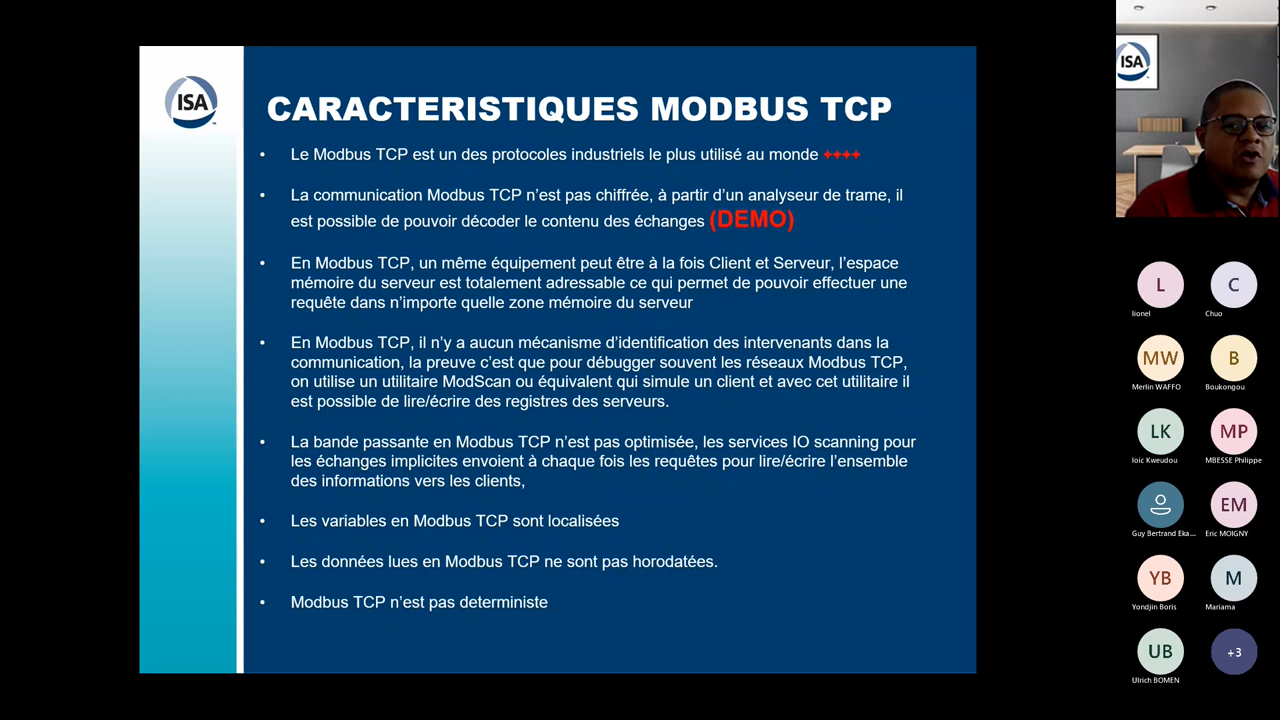 ISA
CARACTERISTIQUES MODBUS TCP
• Le Modbus TCP est un des protocoles industriels le plus utilisé au monde ++++
• La communication Modbus TCP n'est pas chiffrée, à partir d'un analyseur de trame, il
est possible de pouvoir décoder le contenu des échanges (DEMO)
• En Modbus TCP, un même équipement peut être à la fois Client et Serveur, l'espace
mémoire du serveur est totalement adressable ce qui permet de pouvoir effectuer une
requête dans n'importe quelle zone mémoire du serveur
• En Modbus TCP, il n'y a aucun mécanisme d'identification des intervenants dans la
communication, la preuve c'est que pour débugger souvent les réseaux Modbus TCP,
on utilise un utilitaire ModScan ou équivalent qui simule un client et avec cet utilitaire il
est possible de lire/écrire des registres des serveurs.
• La bande passante en Modbus TCP n'est pas optimisée, les services IO scanning pour
les échanges implicites envoient à chaque fois les requêtes pour lire/écrire l'ensemble
des informations vers les clients,
• Les variables en Modbus TCP sont localisées
• Les données lues en Modbus TCP ne sont pas horodatées.
• Modbus TCP n'est pas deterministe
ISA
L
lionel
C
Chuo
MW
Merlin WAFFO
B
Boukongou
LK
loic Kweudou
MP
MBESSE Philippe
Guy Bertrand Eka...
EM
Eric MOIGNY
YB
Yondjin Boris
M
Mariama
UB
Ulrich BOMEN
+3